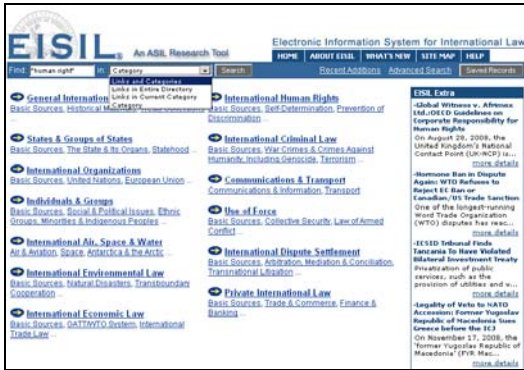 EISIL
An ASIL Research Tool
Electronic Information System for International Law
HOME ABOUT EISIL WHAT'S NEW SITE MAP HELP
Find: "human right" in: Category Search Recent Additions Advanced Search Saved Records
Links and Categories
Links in Entire Directory
Links in Current Category
Category
General Internation
Basic Sources, Historical
States & Groups of States
Basic Sources, The State & Its Organs, Statehood ...
International Organizations
Basic Sources, United Nations, European Union ...
Individuals & Groups
Basic Sources, Social & Political Issues, Ethnic
Groups, Minorities & Indigenous Peoples ...
International Air, Space & Water
Air & Aviation, Space, Antarctica & the Arctic ...
International Environmental Law
Basic Sources, Natural Disasters, Transboundary
Cooperation ...
International Economic Law
Basic Sources, GATT/WTO System, International
Trade Law ...
International Human Rights
Basic Sources, Self-Determination, Prevention of
Discrimination ...
International Criminal Law
Basic Sources, War Crimes & Crimes Against
Humanity, Including Genocide, Terrorism ...
Communications & Transport
Communications & Information, Transport
Use of Force
Basic Sources, Collective Security, Law of Armed
Conflict ...
International Dispute Settlement
Basic Sources, Arbitration, Mediation & Conciliation,
Transnational Litigation ...
Private International Law
Basic Sources, Trade & Commerce, Finance &
Banking ...
EISIL Extra
-Global Witness v. Afrimex
Ltd.:OECD Guidelines on
Corporate Responsibility for
Human Rights
On August 28, 2008, the
United Kingdom's National
Contact Point (UK-NCP) is...
more details
-Hormone Ban in Dispute
Again: WTO Refuses to
Reject EC Ban or
Canadian/US Trade Sanction
One of the longest-running
Word Trade Organization
(WTO) disputes has reac...
more details
-ICSID Tribunal Finds
Tanzania To Have Violated
Bilateral Investment Treaty
Privatization of public
services, such as the
provision of utilities and w...
more details
-Legality of Veto to NATO
Accession: Former Yugoslav
Republic of Macedonia Sues
Greece before the ICJ
On November 17, 2008, the
'former Yugoslav Republic of
Macedonia' (FYR Mac...
more details